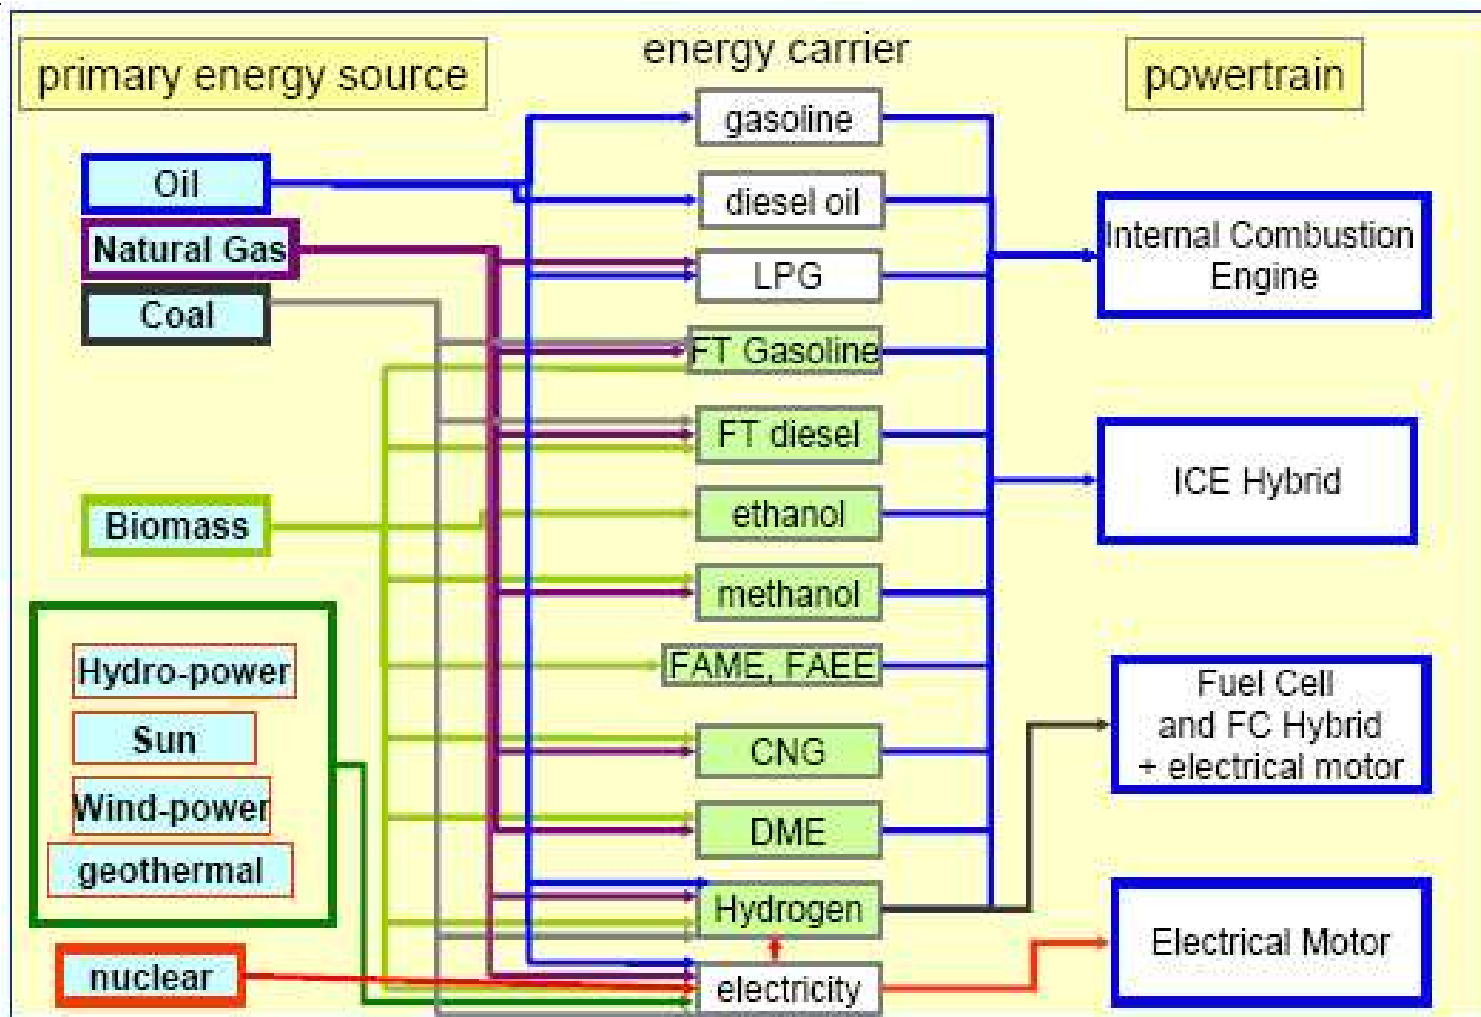 primary energy source
energy carrier
powertrain
Oil
Natural Gas
Coal
Biomass
Hydro-power
Sun
Wind-power
geothermal
nuclear
gasoline
diesel oil
LPG
FT Gasoline
FT diesel
ethanol
methanol
FAME, FAEE
CNG
DME
Hydrogen
electricity
Internal Combustion
Engine
ICE Hybrid
Fuel Cell
and FC Hybrid
+ electrical motor
Electrical Motor